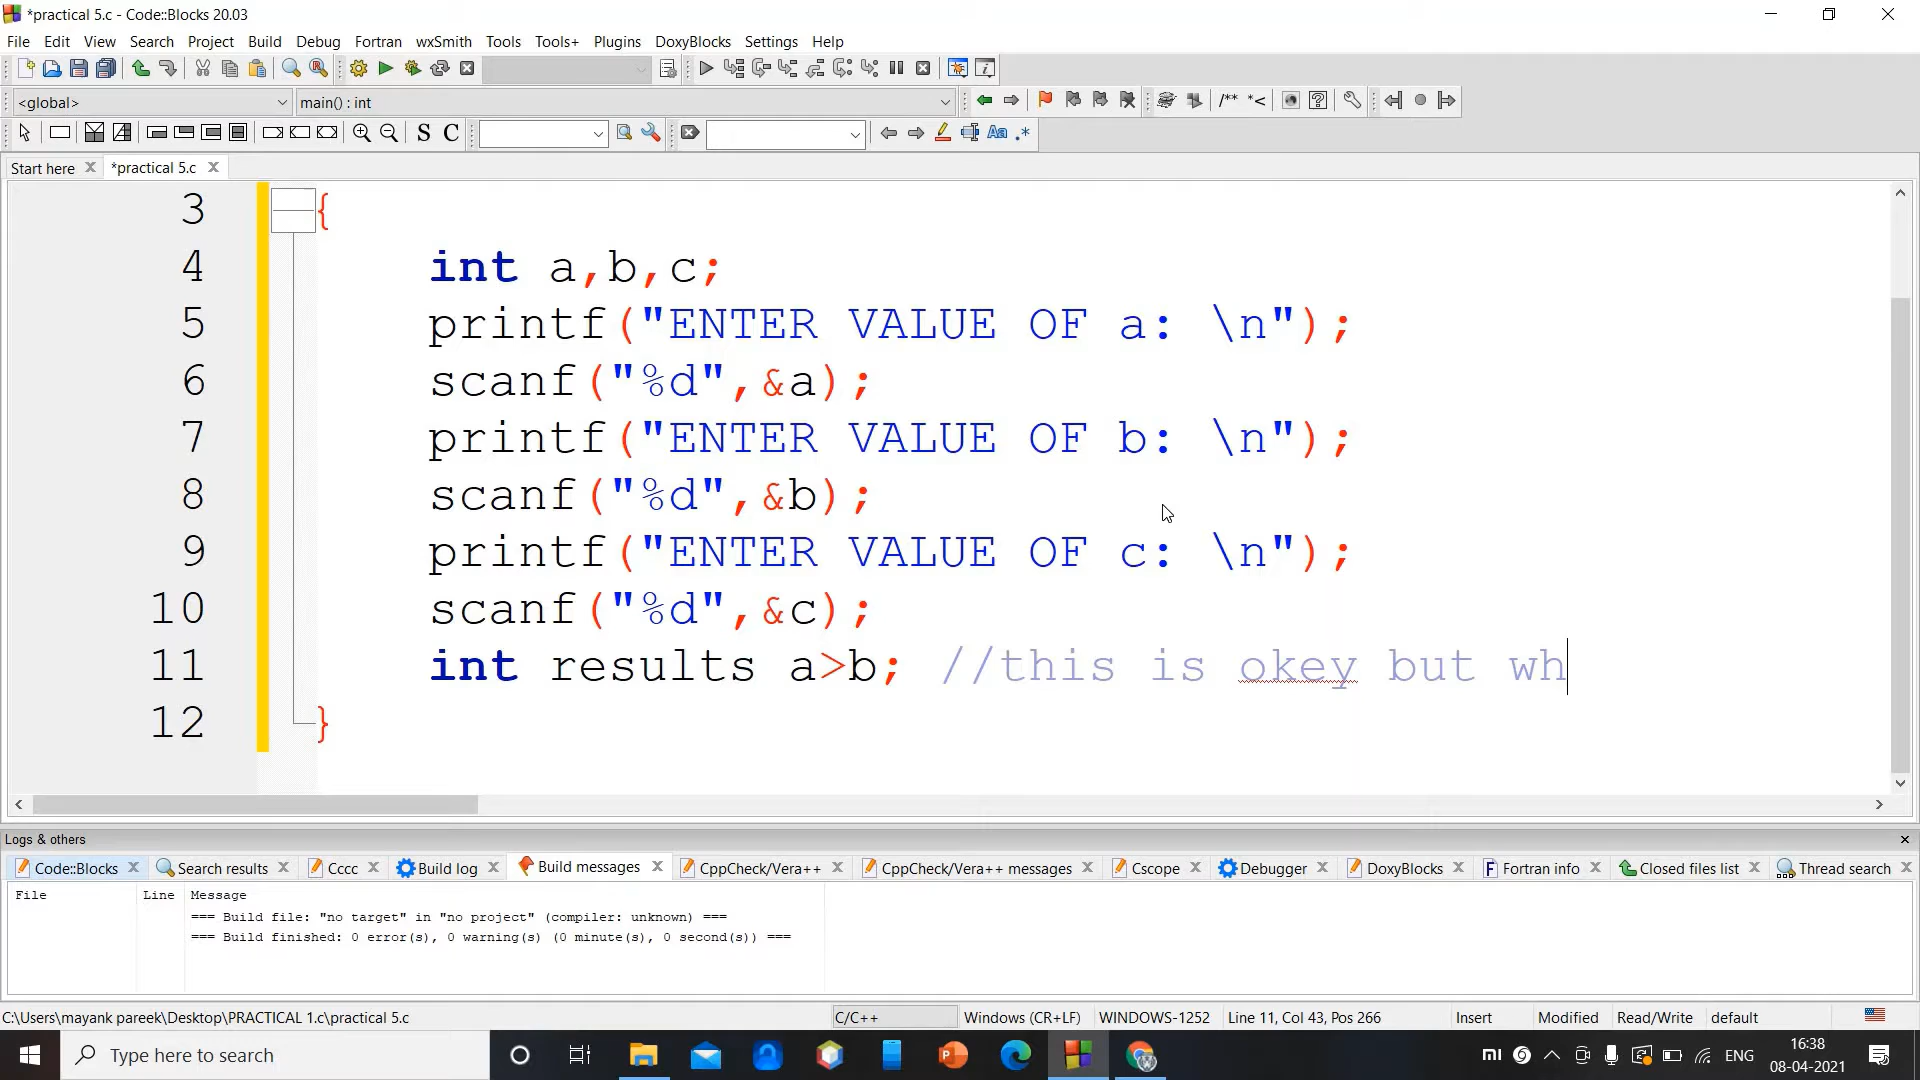 *practical 5.c - Code::Blocks 20.03
File Edit View Search Project Build Debug Fortran wxSmith Tools Tools+ Plugins DoxyBlocks Settings Help
<global> main() : int /** *<
S C Aa .*
Start here *practical 5.c
3 {
4 int a,b,c;
5 printf("ENTER VALUE OF a: \n");
6 scanf("%d",&a);
7 printf("ENTER VALUE OF b: \n");
8 scanf("%d",&b);
9 printf("ENTER VALUE OF c: \n");
10 scanf("%d",&c);
11 int results a>b; //this is okey but wh
12 }
Logs & others
Code::Blocks Search results Cccc Build log Build messages CppCheck/Vera++ CppCheck/Vera++ messages Cscope Debugger DoxyBlocks Fortran info Closed files list Thread search
File Line Message
=== Build file: "no target" in "no project" (compiler: unknown) ===
=== Build finished: 0 error(s), 0 warning(s) (0 minute(s), 0 second(s)) ===
C:\Users\mayank pareek\Desktop\PRACTICAL 1.c\practical 5.c C/C++ Windows (CR+LF) WINDOWS-1252 Line 11, Col 43, Pos 266 Insert Modified Read/Write default
Type here to search ENG 16:38
08-04-2021